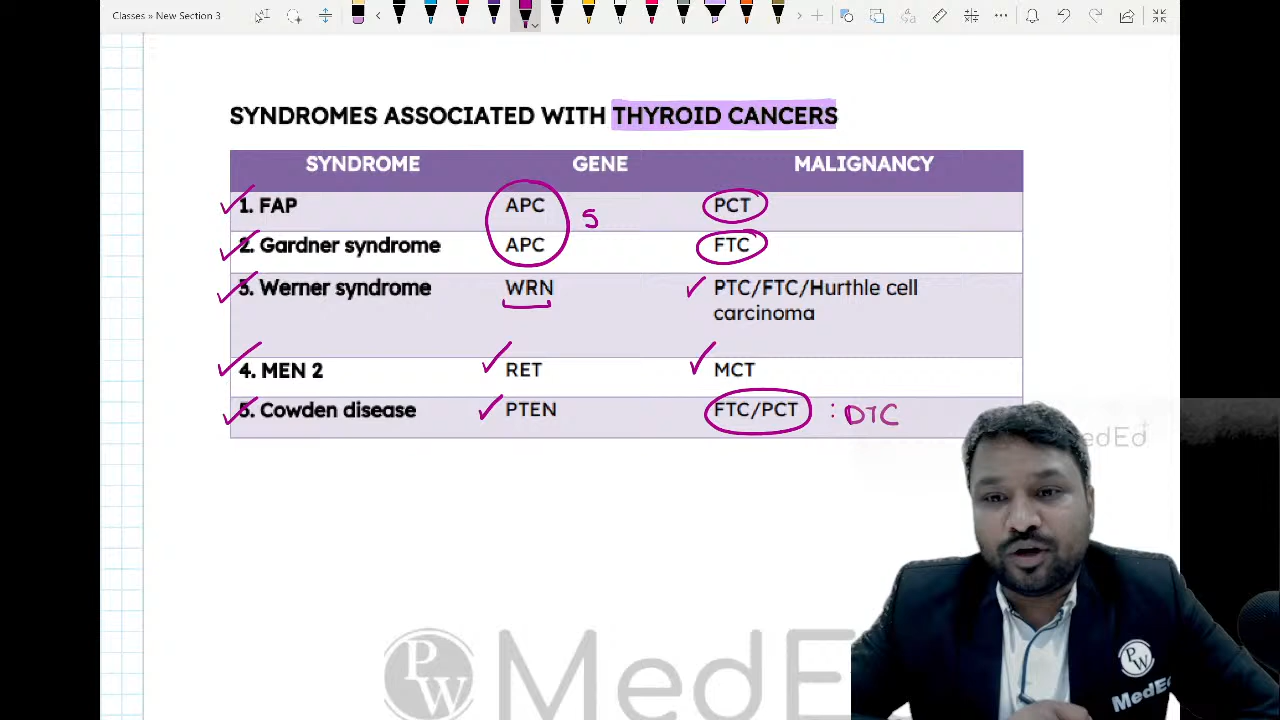 Classes » New Section 3
SYNDROMES ASSOCIATED WITH THYROID CANCERS
SYNDROME GENE MALIGNANCY
1. FAP APC PCT
5
2. Gardner syndrome APC FTC
3. Werner syndrome WRN PTC/FTC/Hurthle cell
carcinoma
4. MEN 2 RET MCT
5. Cowden disease PTEN FTC/PCT : DTC
MedEd
PW MedE
PW
MedEd